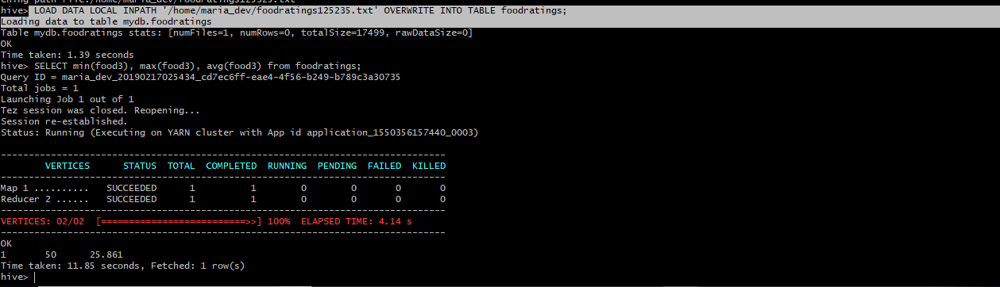 path file:/home/maria_dev/foodratings125325.txt
hive> LOAD DATA LOCAL INPATH '/home/maria_dev/foodratings125235.txt' OVERWRITE INTO TABLE foodratings;
Loading data to table mydb.foodratings
Table mydb.foodratings stats: [numFiles=1, numRows=0, totalSize=17499, rawDataSize=0]
OK
Time taken: 1.39 seconds
hive> SELECT min(food3), max(food3), avg(food3) from foodratings;
Query ID = maria_dev_20190217025434_cd7ec6ff-eae4-4f56-b249-b789c3a30735
Total jobs = 1
Launching Job 1 out of 1
Tez session was closed. Reopening...
Session re-established.
Status: Running (Executing on YARN cluster with App id application_1550356157440_0003)
--------------------------------------------------------------------------------
VERTICES STATUS TOTAL COMPLETED RUNNING PENDING FAILED KILLED
--------------------------------------------------------------------------------
Map 1 .......... SUCCEEDED 1 1 0 0 0 0
Reducer 2 ...... SUCCEEDED 1 1 0 0 0 0
--------------------------------------------------------------------------------
VERTICES: 02/02 [==========================>>] 100% ELAPSED TIME: 4.14 s
--------------------------------------------------------------------------------
OK
1 50 25.861
Time taken: 11.85 seconds, Fetched: 1 row(s)
hive>